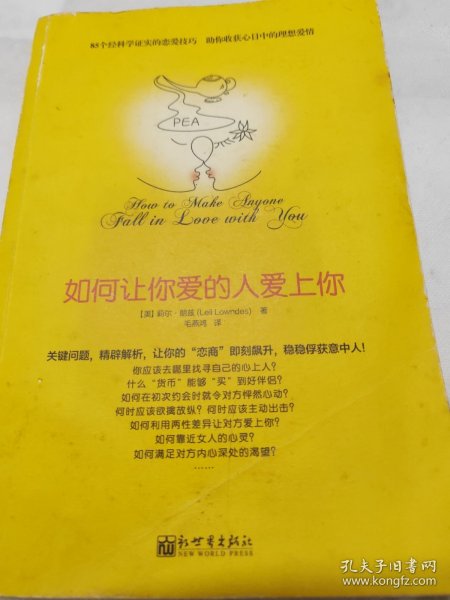 85个经科学证实的恋爱技巧 助你收获心目中的理想爱情
PEA
How to Make Anyone
Fall in Love with You
如何让你爱的人爱上你
【美】莉尔·朗兹(Leil Lowndes) 著
毛燕鸿 译
关键问题，精辟解析，让你的“恋商”即刻飙升，稳稳俘获意中人！
你应该去哪里找寻自己的心上人？
什么“货币”能够“买”到好伴侣？
如何在初次约会时就令对方怦然心动？
何时应该欲擒故纵？何时应该主动出击？
如何利用两性差异让对方爱上你？
如何靠近女人的心灵？
如何满足对方内心深处的渴望？
……
新世界出版社
NEW WORLD PRESS
孔夫子旧书网
www.kongfz.com